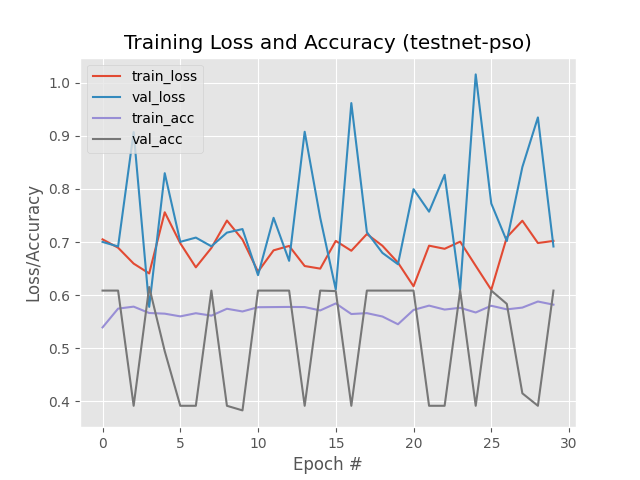 Training Loss and Accuracy (testnet-pso)
train_loss
val_loss
train_acc
val_acc
1.0
0.9
0.8
0.7
0.6
0.5
0.4
Loss/Accuracy
0 5 10 15 20 25 30
Epoch #